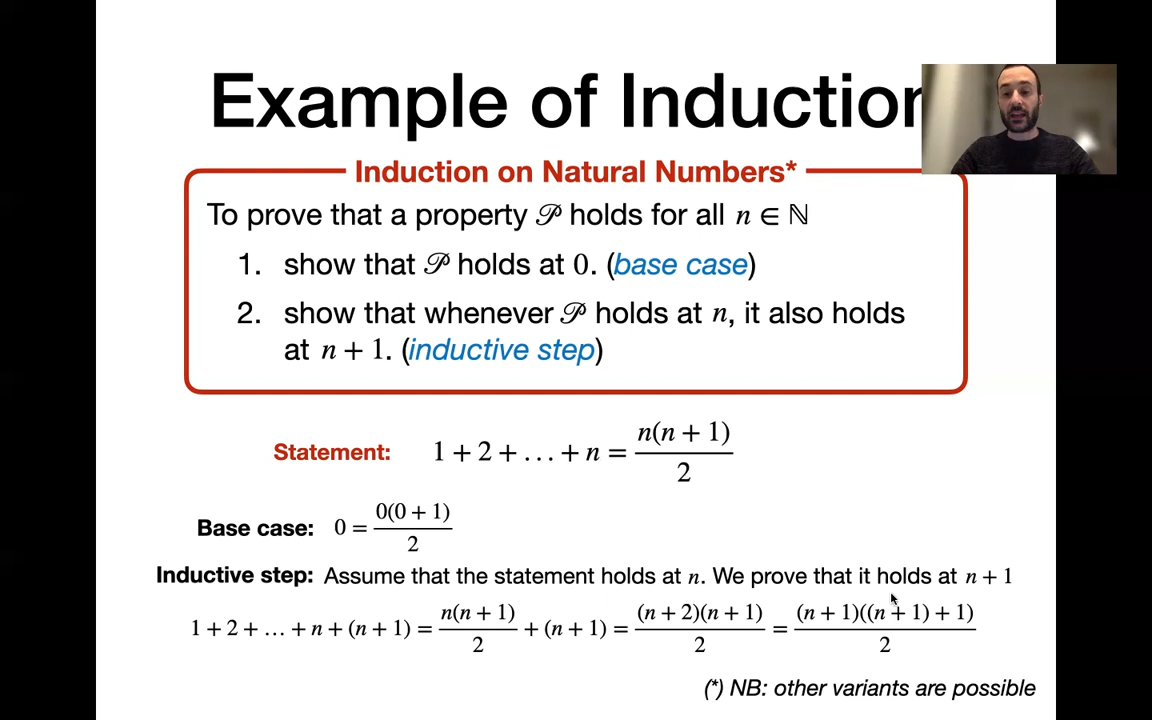 Example of Induction
Induction on Natural Numbers*
To prove that a property 𝒫 holds for all n ∈ ℕ
1. show that 𝒫 holds at 0. (base case)
2. show that whenever 𝒫 holds at n, it also holds
at n + 1. (inductive step)
Statement: 1 + 2 + … + n = n(n + 1)/2
Base case: 0 = 0(0 + 1)/2
Inductive step: Assume that the statement holds at n. We prove that it holds at n + 1
1 + 2 + … + n + (n + 1) = n(n + 1)/2 + (n + 1) = (n + 2)(n + 1)/2 = (n + 1)((n + 1) + 1)/2
(*) NB: other variants are possible